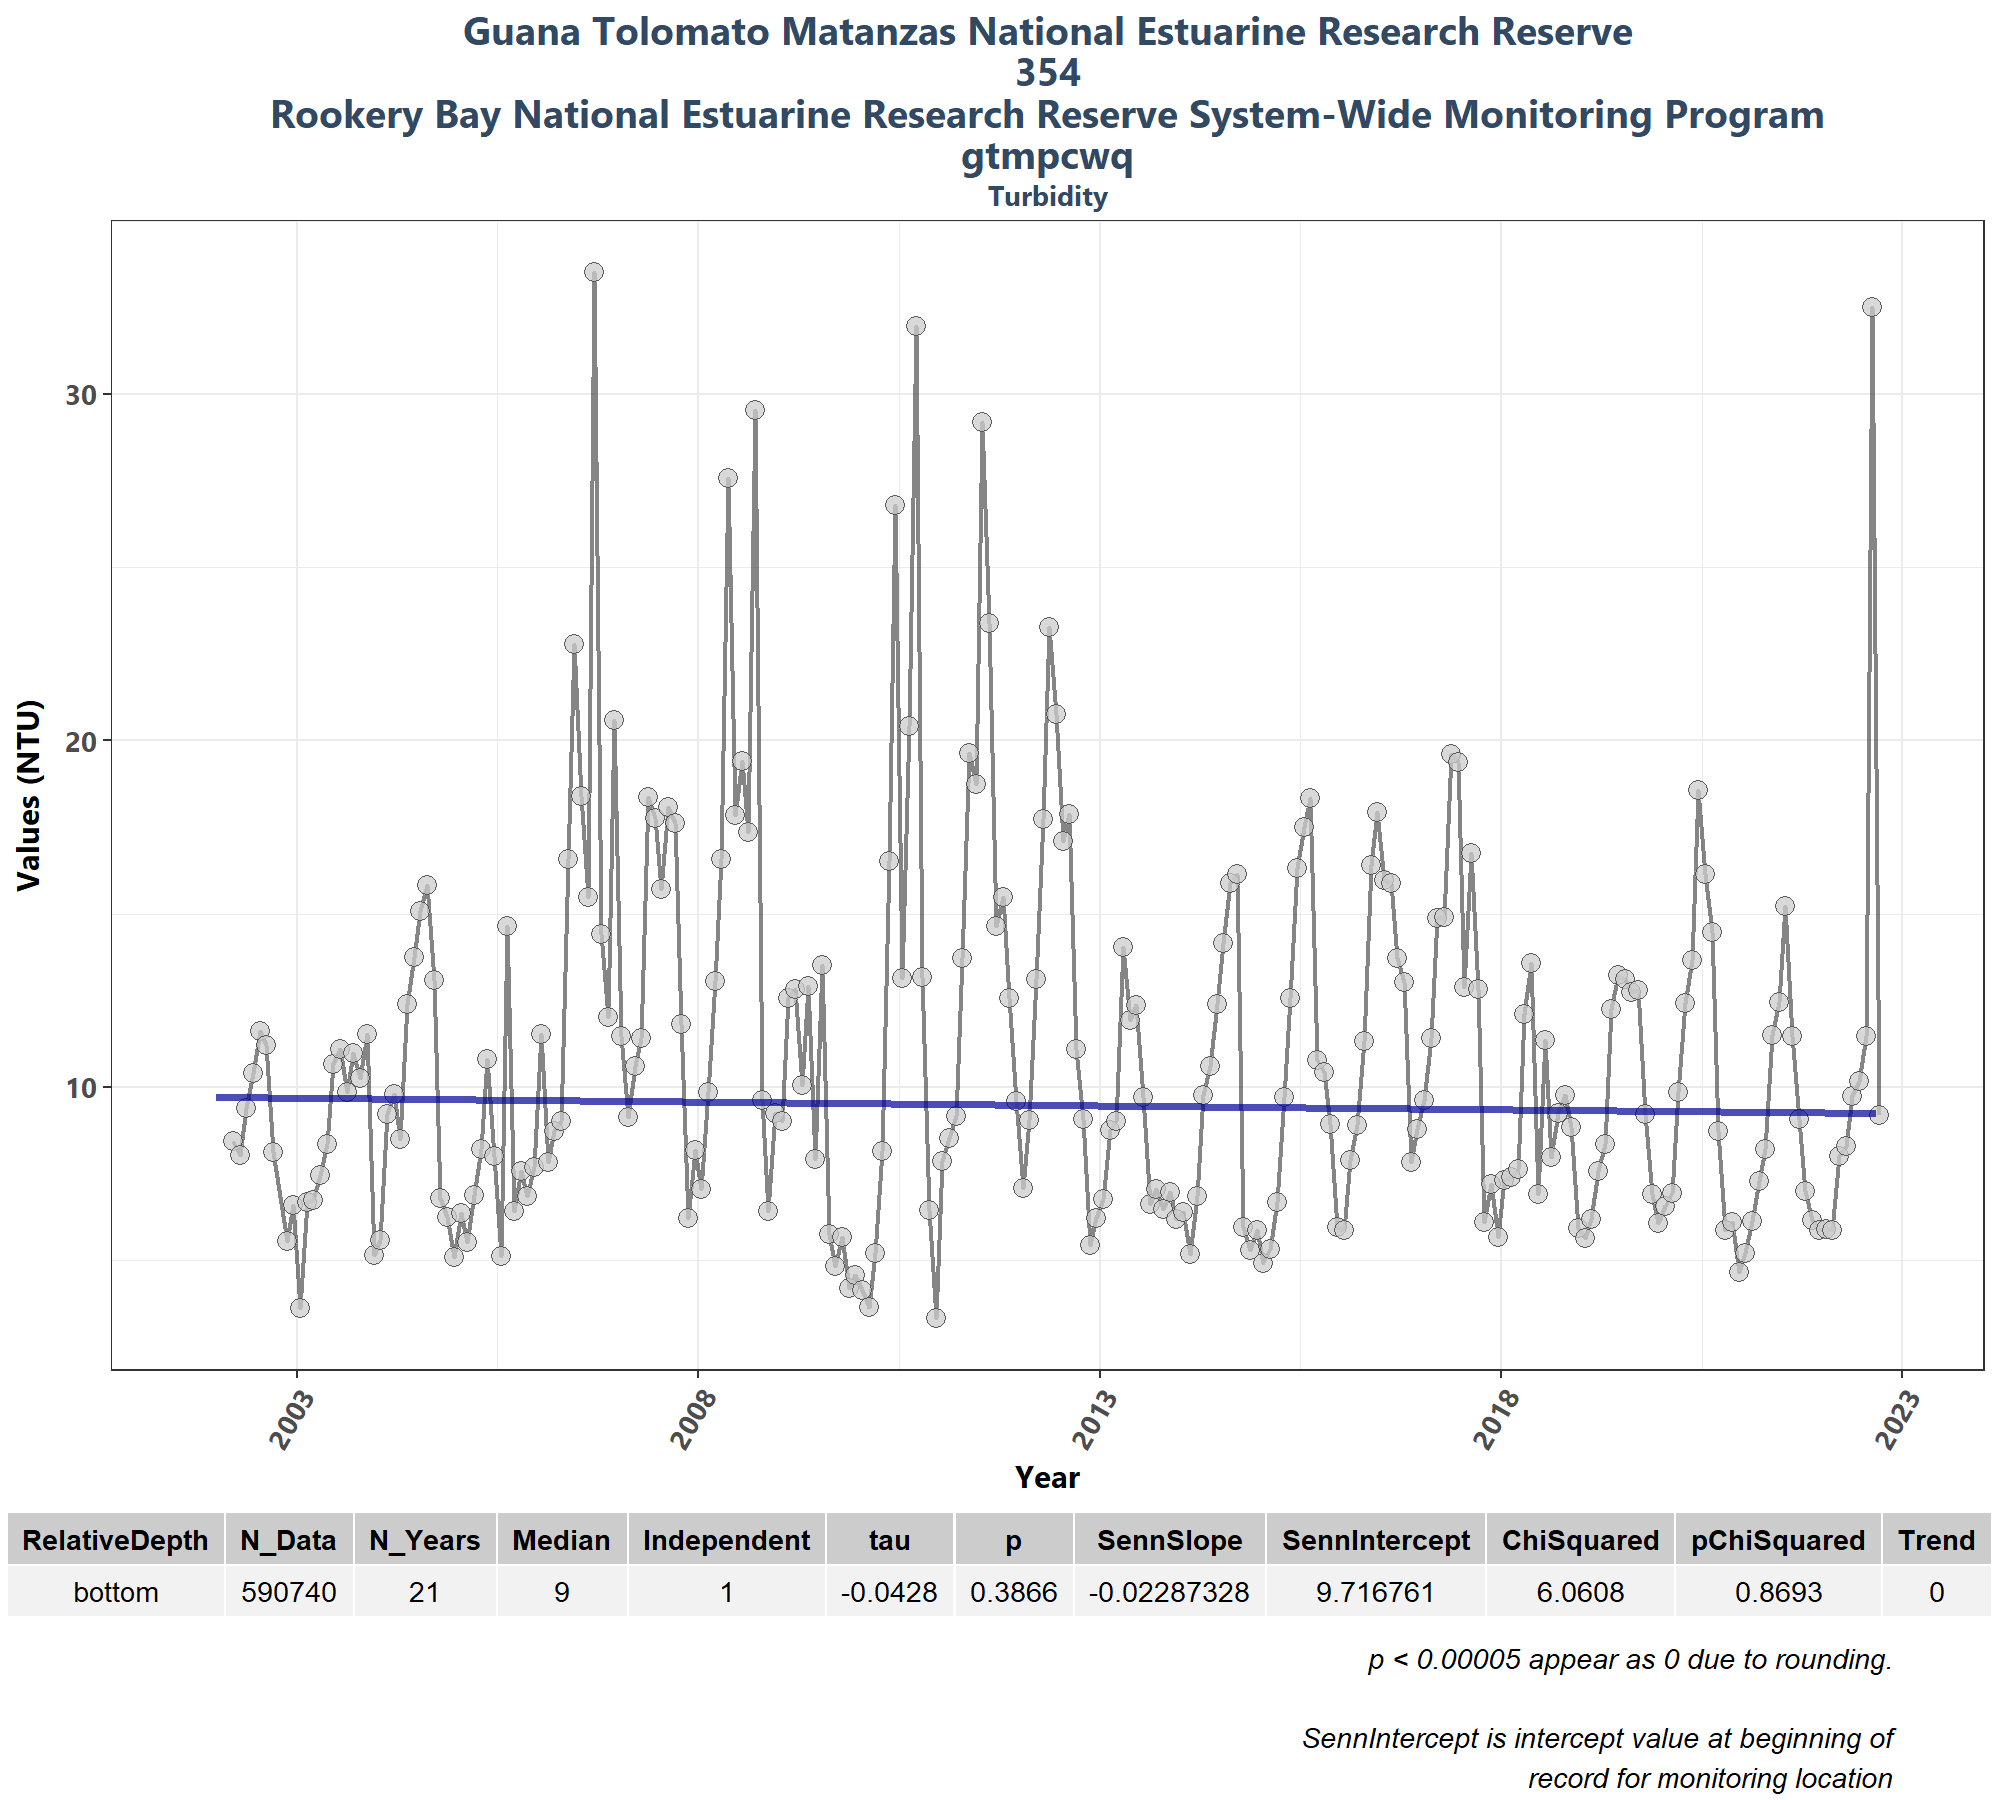 Guana Tolomato Matanzas National Estuarine Research Reserve
354
Rookery Bay National Estuarine Research Reserve System-Wide Monitoring Program
gtmpcwq
Turbidity
Values (NTU)
30
20
10
2003
2008
2013
2018
2023
Year
RelativeDepth N_Data N_Years Median Independent tau p SennSlope SennIntercept ChiSquared pChiSquared Trend
bottom 590740 21 9 1 -0.0428 0.3866 -0.02287328 9.716761 6.0608 0.8693 0
p < 0.00005 appear as 0 due to rounding.
SennIntercept is intercept value at beginning of
record for monitoring location